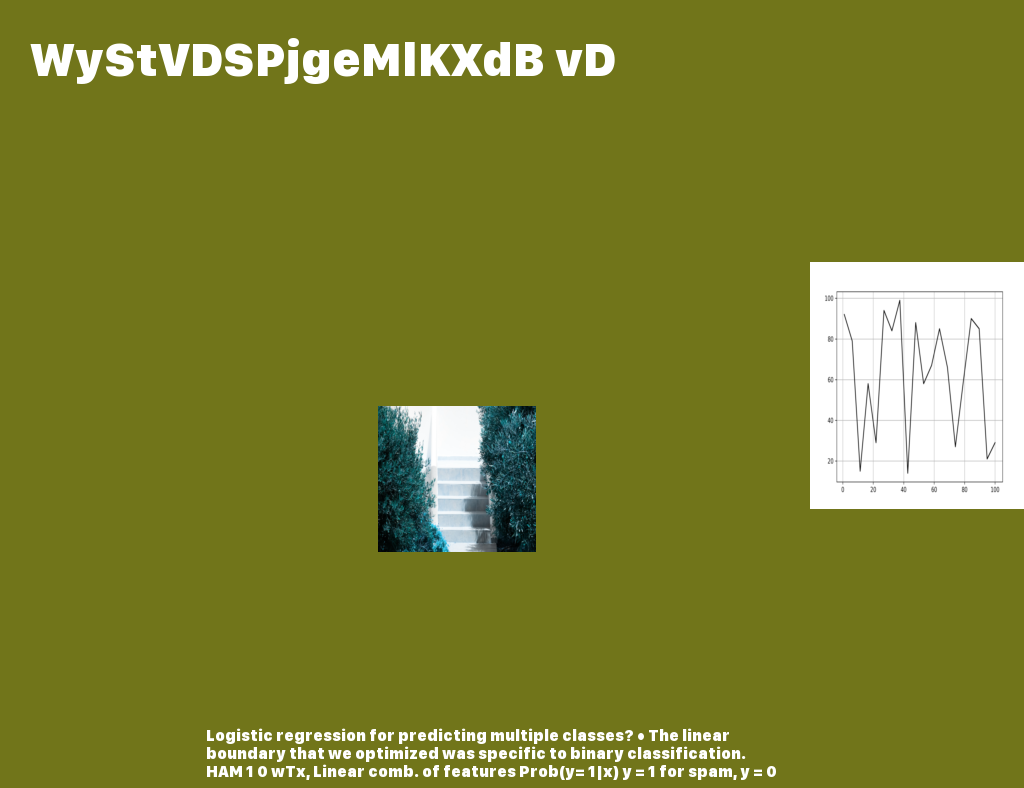 WyStVDSPjgeMlKXdB vD
100
80
60
40
20
0 20 40 60 80 100
Logistic regression for predicting multiple classes? • The linear
boundary that we optimized was specific to binary classification.
HAM 1 0 wTx, Linear comb. of features Prob(y= 1|x) y = 1 for spam, y = 0